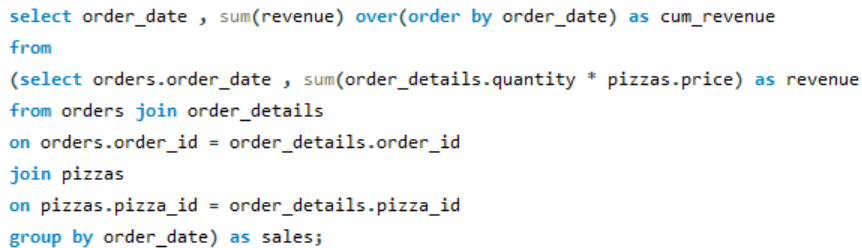 select order_date , sum(revenue) over(order by order_date) as cum_revenue
from
(select orders.order_date , sum(order_details.quantity * pizzas.price) as revenue
from orders join order_details
on orders.order_id = order_details.order_id
join pizzas
on pizzas.pizza_id = order_details.pizza_id
group by order_date) as sales;